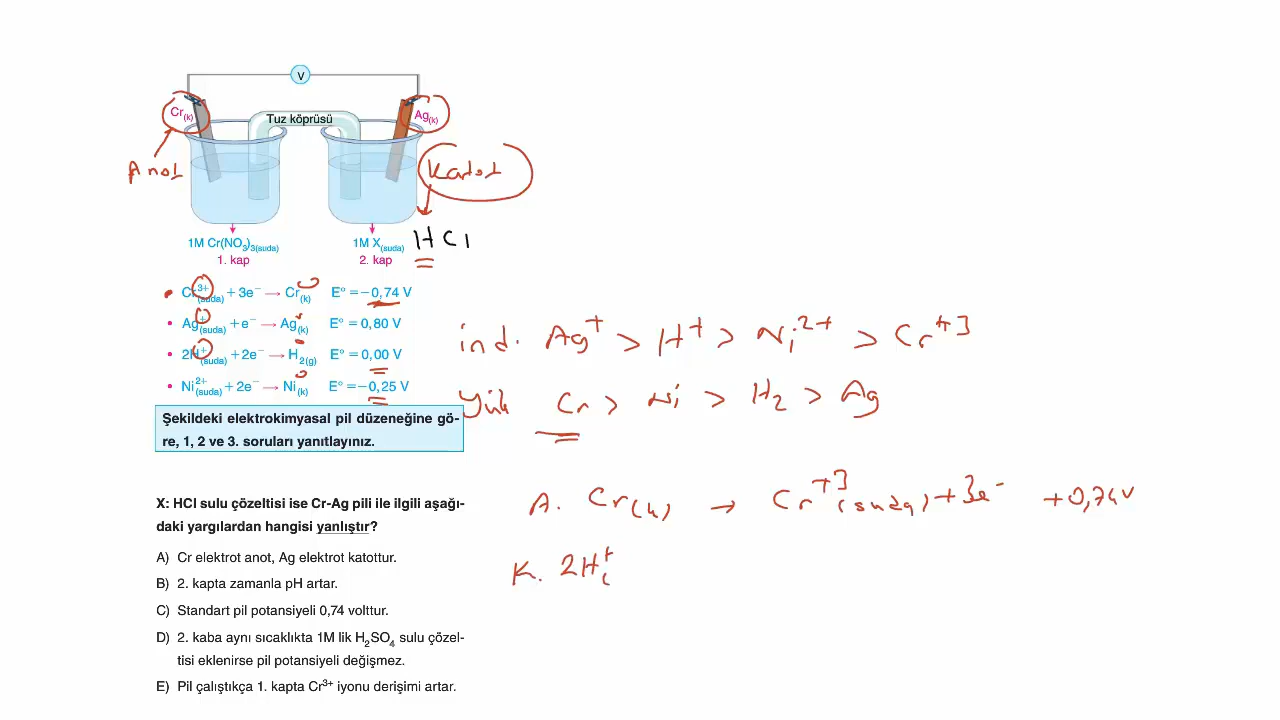 V
Cr(k)
Ag(k)
Tuz köprüsü
Anot
Katot
1M Cr(NO3)3(suda)
1M X(suda)
HCl
1. kap
2. kap
• Cr3+(suda) + 3e– → Cr(k) E° = –0,74 V
• Ag+(suda) + e– → Ag(k) E° = 0,80 V
• 2H+(suda) + 2e– → H2(g) E° = 0,00 V
• Ni2+(suda) + 2e– → Ni(k) E° = –0,25 V
ind. Ag+ > H+ > Ni2+ > Cr+3
yük Cr > Ni > H2 > Ag
Şekildeki elektrokimyasal pil düzeneğine gö-
re, 1, 2 ve 3. soruları yanıtlayınız.
X: HCl sulu çözeltisi ise Cr-Ag pili ile ilgili aşağı-
daki yargılardan hangisi yanlıştır?
A) Cr elektrot anot, Ag elektrot katottur.
B) 2. kapta zamanla pH artar.
C) Standart pil potansiyeli 0,74 volttur.
D) 2. kaba aynı sıcaklıkta 1M lik H2SO4 sulu çözel-
tisi eklenirse pil potansiyeli değişmez.
E) Pil çalıştıkça 1. kapta Cr3+ iyonu derişimi artar.
A. Cr(k) → Cr+3(suda) + 3e- +0,74V
K. 2H+(